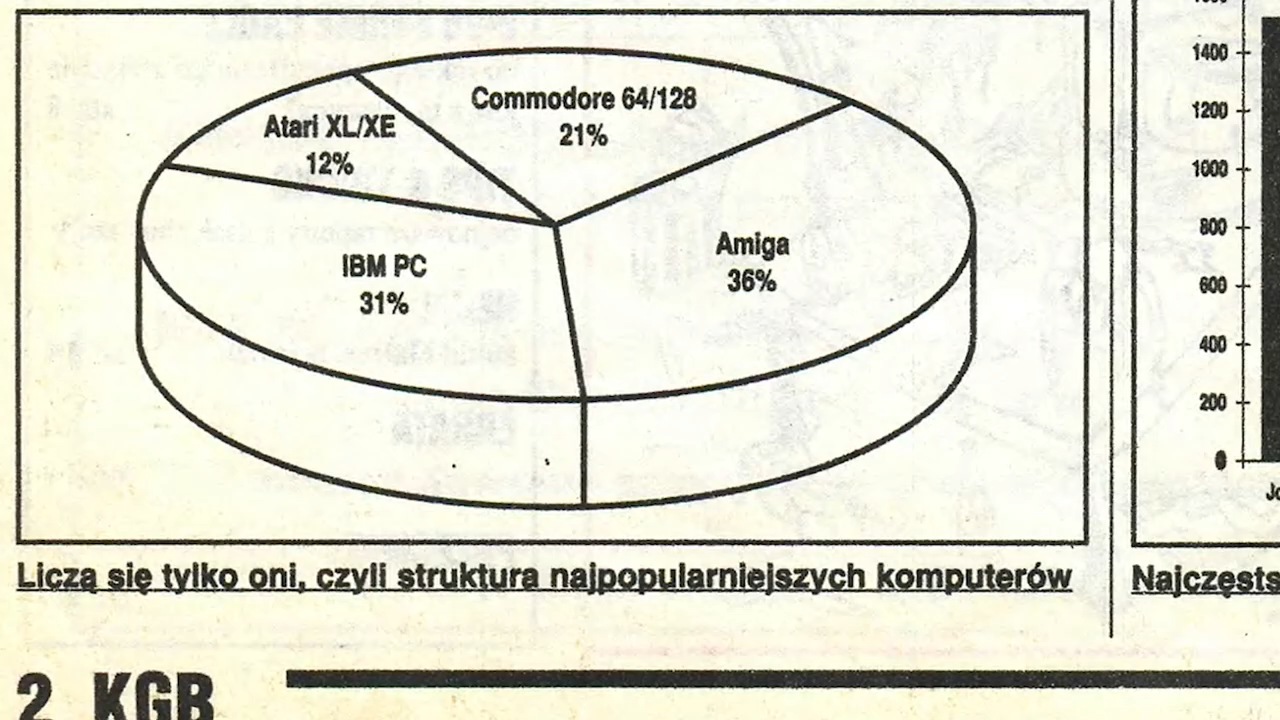 Commodore 64/128
21%
Atari XL/XE
12%
Amiga
36%
IBM PC
31%
Liczą się tylko oni, czyli struktura najpopularniejszych komputerów
1400
1200
1000
800
600
400
200
0
Najczęsts
2 KGB